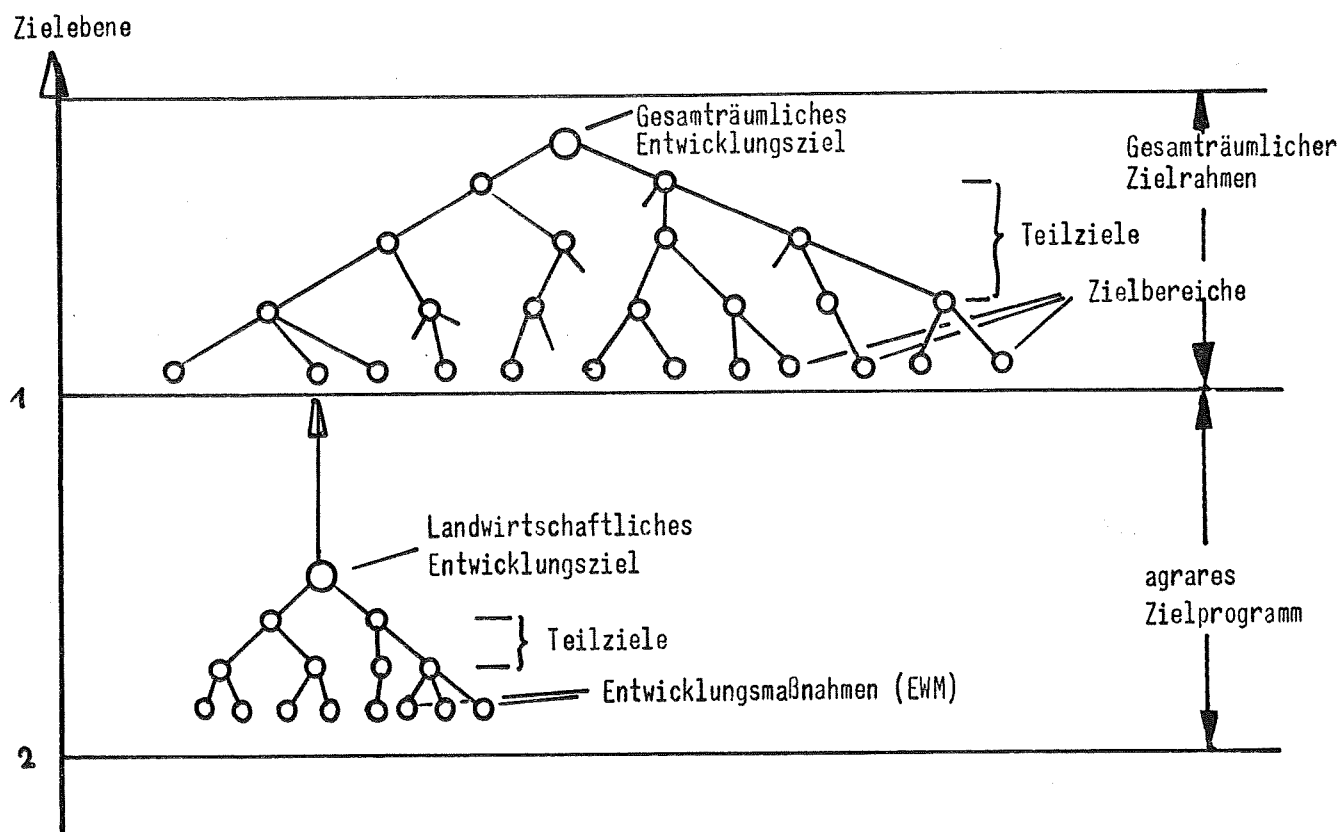 Zielebene
Gesamträumliches
Entwicklungsziel
Gesamträumlicher
Zielrahmen
Teilziele
Zielbereiche
1
Landwirtschaftliches
Entwicklungsziel
agrares
Zielprogramm
Teilziele
Entwicklungsmaßnahmen (EWM)
2